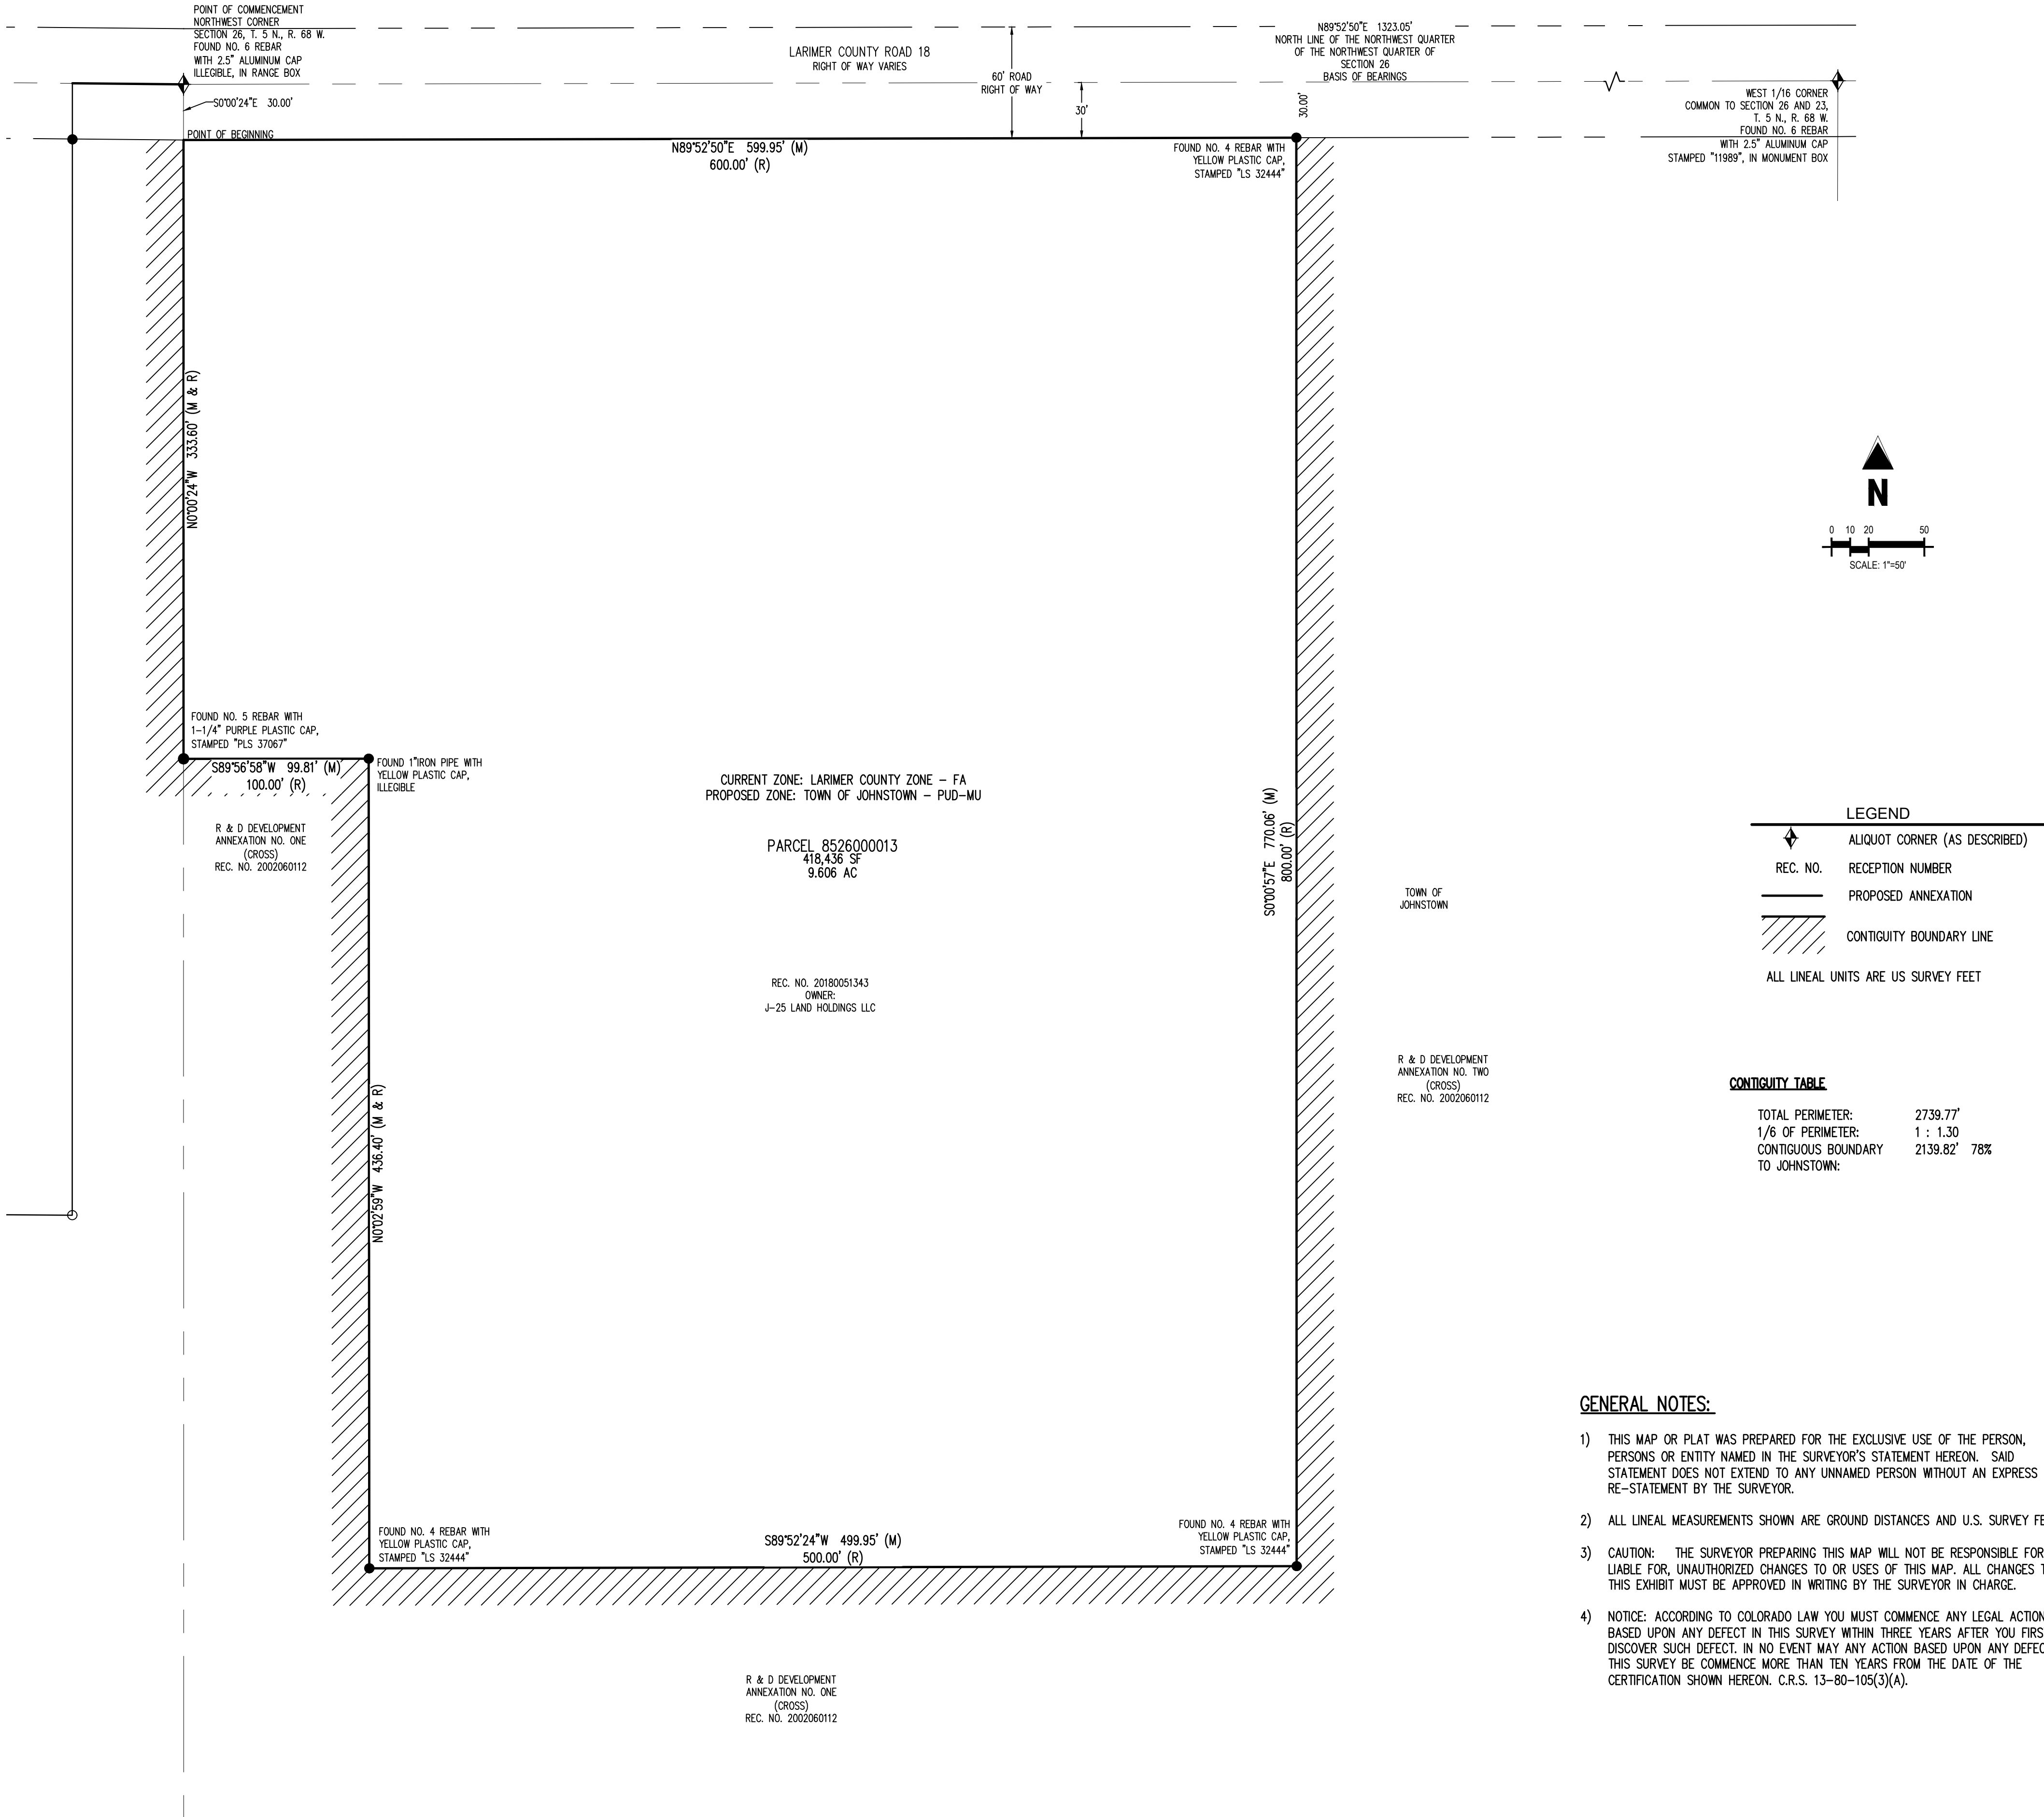 POINT OF COMMENCEMENT
NORTHWEST CORNER
SECTION 26, T. 5 N., R. 68 W.
FOUND NO. 6 REBAR
WITH 2.5" ALUMINUM CAP
ILLEGIBLE, IN RANGE BOX
S0°00'24"E 30.00'
POINT OF BEGINNING
LARIMER COUNTY ROAD 18
RIGHT OF WAY VARIES
60' ROAD
RIGHT OF WAY
30'
N89°52'50"E 1323.05'
NORTH LINE OF THE NORTHWEST QUARTER
OF THE NORTHWEST QUARTER OF
SECTION 26
BASIS OF BEARINGS
30.00'
WEST 1/16 CORNER
COMMON TO SECTION 26 AND 23,
T. 5 N., R. 68 W.
FOUND NO. 6 REBAR
WITH 2.5" ALUMINUM CAP
STAMPED "11989", IN MONUMENT BOX
N89°52'50"E 599.95' (M)
600.00' (R)
FOUND NO. 4 REBAR WITH
YELLOW PLASTIC CAP,
STAMPED "LS 32444"
N0°00'24"W 333.60' (M & R)
N
0 10 20 50
SCALE: 1"=50'
FOUND NO. 5 REBAR WITH
1-1/4" PURPLE PLASTIC CAP,
STAMPED "PLS 37067"
S89°56'58"W 99.81' (M)
100.00' (R)
FOUND 1"IRON PIPE WITH
YELLOW PLASTIC CAP,
ILLEGIBLE
R & D DEVELOPMENT
ANNEXATION NO. ONE
(CROSS)
REC. NO. 2002060112
CURRENT ZONE: LARIMER COUNTY ZONE - FA
PROPOSED ZONE: TOWN OF JOHNSTOWN - PUD-MU
PARCEL 8526000013
418,436 SF
9.606 AC
REC. NO. 20180051343
OWNER:
J-25 LAND HOLDINGS LLC
S0°00'57"E 770.06' (M)
800.00' (R)
TOWN OF
JOHNSTOWN
R & D DEVELOPMENT
ANNEXATION NO. TWO
(CROSS)
REC. NO. 2002060112
LEGEND
ALIQUOT CORNER (AS DESCRIBED)
REC. NO. RECEPTION NUMBER
PROPOSED ANNEXATION
CONTIGUITY BOUNDARY LINE
ALL LINEAL UNITS ARE US SURVEY FEET
CONTIGUITY TABLE
TOTAL PERIMETER: 2739.77'
1/6 OF PERIMETER: 1 : 1.30
CONTIGUOUS BOUNDARY 2139.82' 78%
TO JOHNSTOWN:
N0°02'59"W 436.40' (M & R)
FOUND NO. 4 REBAR WITH
YELLOW PLASTIC CAP,
STAMPED "LS 32444"
S89°52'24"W 499.95' (M)
500.00' (R)
FOUND NO. 4 REBAR WITH
YELLOW PLASTIC CAP,
STAMPED "LS 32444"
R & D DEVELOPMENT
ANNEXATION NO. ONE
(CROSS)
REC. NO. 2002060112
GENERAL NOTES:
1) THIS MAP OR PLAT WAS PREPARED FOR THE EXCLUSIVE USE OF THE PERSON,
PERSONS OR ENTITY NAMED IN THE SURVEYOR'S STATEMENT HEREON. SAID
STATEMENT DOES NOT EXTEND TO ANY UNNAMED PERSON WITHOUT AN EXPRESS
RE-STATEMENT BY THE SURVEYOR.
2) ALL LINEAL MEASUREMENTS SHOWN ARE GROUND DISTANCES AND U.S. SURVEY
3) CAUTION: THE SURVEYOR PREPARING THIS MAP WILL NOT BE RESPONSIBLE FOR
LIABLE FOR, UNAUTHORIZED CHANGES TO OR USES OF THIS MAP. ALL CHANGES
THIS EXHIBIT MUST BE APPROVED IN WRITING BY THE SURVEYOR IN CHARGE.
4) NOTICE: ACCORDING TO COLORADO LAW YOU MUST COMMENCE ANY LEGAL ACTION
BASED UPON ANY DEFECT IN THIS SURVEY WITHIN THREE YEARS AFTER YOU FIRS
DISCOVER SUCH DEFECT. IN NO EVENT MAY ANY ACTION BASED UPON ANY DEFEC
THIS SURVEY BE COMMENCE MORE THAN TEN YEARS FROM THE DATE OF THE
CERTIFICATION SHOWN HEREON. C.R.S. 13-80-105(3)(A).